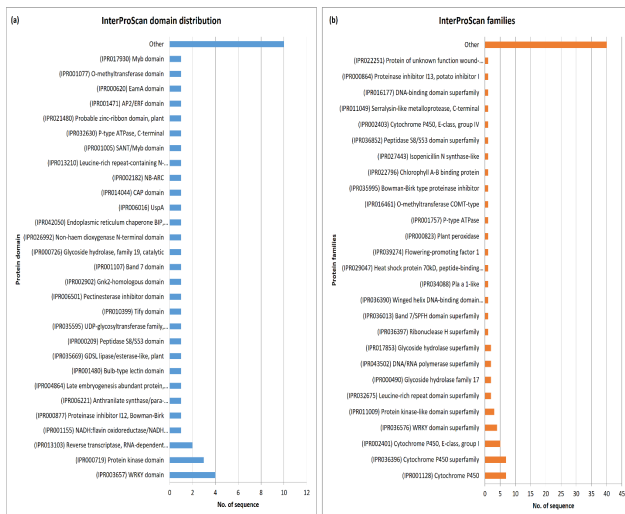 (a)
InterProScan domain distribution
Protein domain
Other
(IPR017930) Myb domain
(IPR001077) O-methyltransferase domain
(IPR000620) EamA domain
(IPR001471) AP2/ERF domain
(IPR021480) Probable zinc-ribbon domain, plant
(IPR032630) P-type ATPase, C-terminal
(IPR001005) SANT/Myb domain
(IPR013210) Leucine-rich repeat-containing N-...
(IPR002182) NB-ARC
(IPR014044) CAP domain
(IPR006016) UspA
(IPR042050) Endoplasmic reticulum chaperone BIP,...
(IPR026992) Non-haem dioxygenase N-terminal domain
(IPR000726) Glycoside hydrolase, family 19, catalytic
(IPR001107) Band 7 domain
(IPR002902) Gnk2-homologous domain
(IPR006501) Pectinesterase inhibitor domain
(IPR010399) Tify domain
(IPR035595) UDP-glycosyltransferase family,...
(IPR000209) Peptidase S8/S53 domain
(IPR035669) GDSL lipase/esterase-like, plant
(IPR001480) Bulb-type lectin domain
(IPR004864) Late embryogenesis abundant protein,...
(IPR006221) Anthranilate synthase/para-...
(IPR000877) Proteinase inhibitor I12, Bowman-Birk
(IPR001155) NADH:flavin oxidoreductase/NADH...
(IPR013103) Reverse transcriptase, RNA-dependent...
(IPR000719) Protein kinase domain
(IPR003657) WRKY domain
0 2 4 6 8 10 12
No. of sequence
(b)
InterProScan families
Protein families
Other
(IPR022251) Protein of unknown function wound-...
(IPR000864) Proteinase inhibitor I13, potato inhibitor I
(IPR016177) DNA-binding domain superfamily
(IPR011049) Serralysin-like metalloprotease, C-terminal
(IPR002403) Cytochrome P450, E-class, group IV
(IPR036852) Peptidase S8/S53 domain superfamily
(IPR027443) Isopenicillin N synthase-like
(IPR022796) Chlorophyll A-B binding protein
(IPR035995) Bowman-Birk type proteinase inhibitor
(IPR016461) O-methyltransferase COMT-type
(IPR001757) P-type ATPase
(IPR000823) Plant peroxidase
(IPR039274) Flowering-promoting factor 1
(IPR029047) Heat shock protein 70kD, peptide-binding...
(IPR034088) Pla a 1-like
(IPR036390) Winged helix DNA-binding domain...
(IPR036013) Band 7/SPFH domain superfamily
(IPR036397) Ribonuclease H superfamily
(IPR017853) Glycoside hydrolase superfamily
(IPR043502) DNA/RNA polymerase superfamily
(IPR000490) Glycoside hydrolase family 17
(IPR032675) Leucine-rich repeat domain superfamily
(IPR011009) Protein kinase-like domain superfamily
(IPR036576) WRKY domain superfamily
(IPR002401) Cytochrome P450, E-class, group I
(IPR036396) Cytochrome P450 superfamily
(IPR001128) Cytochrome P450
0 5 10 15 20 25 30 35 40 45
No. of sequence